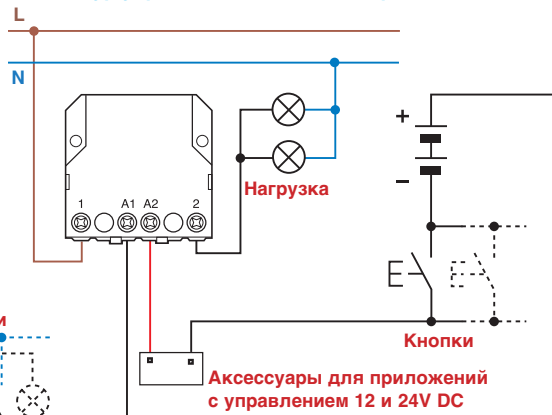 L
N
+
−
Нагрузка
1 A1 A2 2
и
Кнопки
Аксессуары для приложений
с управлением 12 и 24V DC